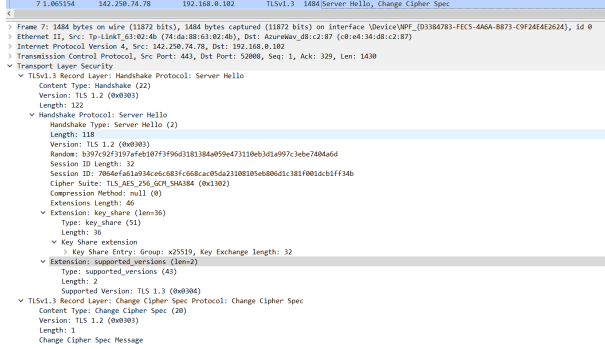 7 1.065154 142.250.74.78 192.168.0.102 TLSv1.3 1484 Server Hello, Change Cipher Spec
Frame 7: 1484 bytes on wire (11872 bits), 1484 bytes captured (11872 bits) on interface \Device\NPF_{D3384783-FEC5-4A6A-B873-C9F24E4E2624}, id 0
Ethernet II, Src: Tp-LinkT_63:02:4b (74:da:88:63:02:4b), Dst: AzureWav_d8:c2:87 (c0:e4:34:d8:c2:87)
Internet Protocol Version 4, Src: 142.250.74.78, Dst: 192.168.0.102
Transmission Control Protocol, Src Port: 443, Dst Port: 52008, Seq: 1, Ack: 329, Len: 1430
Transport Layer Security
TLSv1.3 Record Layer: Handshake Protocol: Server Hello
Content Type: Handshake (22)
Version: TLS 1.2 (0x0303)
Length: 122
Handshake Protocol: Server Hello
Handshake Type: Server Hello (2)
Length: 118
Version: TLS 1.2 (0x0303)
Random: b397c92f3197afeb107f3f96d3181384a059e473110eb3d1a997c3ebe7404a6d
Session ID Length: 32
Session ID: 7064efa61a934ce6c683fc668cac05da23108105eb806d1c381f001dcb1ff34b
Cipher Suite: TLS_AES_256_GCM_SHA384 (0x1302)
Compression Method: null (0)
Extensions Length: 46
Extension: key_share (len=36)
Type: key_share (51)
Length: 36
Key Share extension
Key Share Entry: Group: x25519, Key Exchange length: 32
Extension: supported_versions (len=2)
Type: supported_versions (43)
Length: 2
Supported Version: TLS 1.3 (0x0304)
TLSv1.3 Record Layer: Change Cipher Spec Protocol: Change Cipher Spec
Content Type: Change Cipher Spec (20)
Version: TLS 1.2 (0x0303)
Length: 1
Change Cipher Spec Message